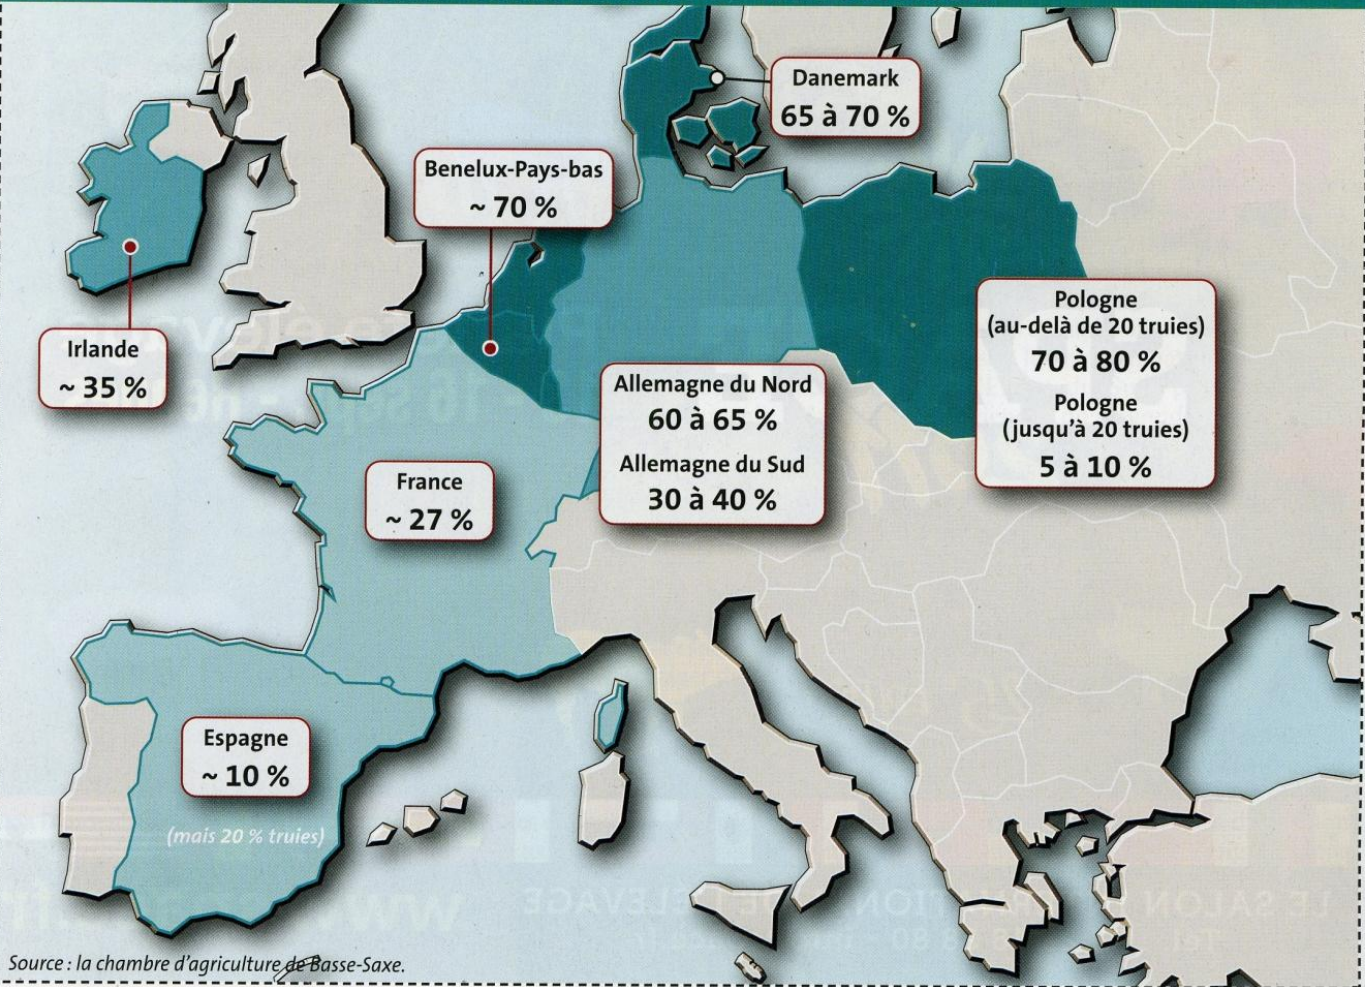 Danemark
65 à 70 %
Benelux-Pays-bas
~ 70 %
Irlande
~ 35 %
Pologne
(au-delà de 20 truies)
70 à 80 %
Pologne
(jusqu'à 20 truies)
5 à 10 %
Allemagne du Nord
60 à 65 %
Allemagne du Sud
30 à 40 %
France
~ 27 %
Espagne
~ 10 %
(mais 20 % truies)
Source : la chambre d'agriculture de Basse-Saxe.